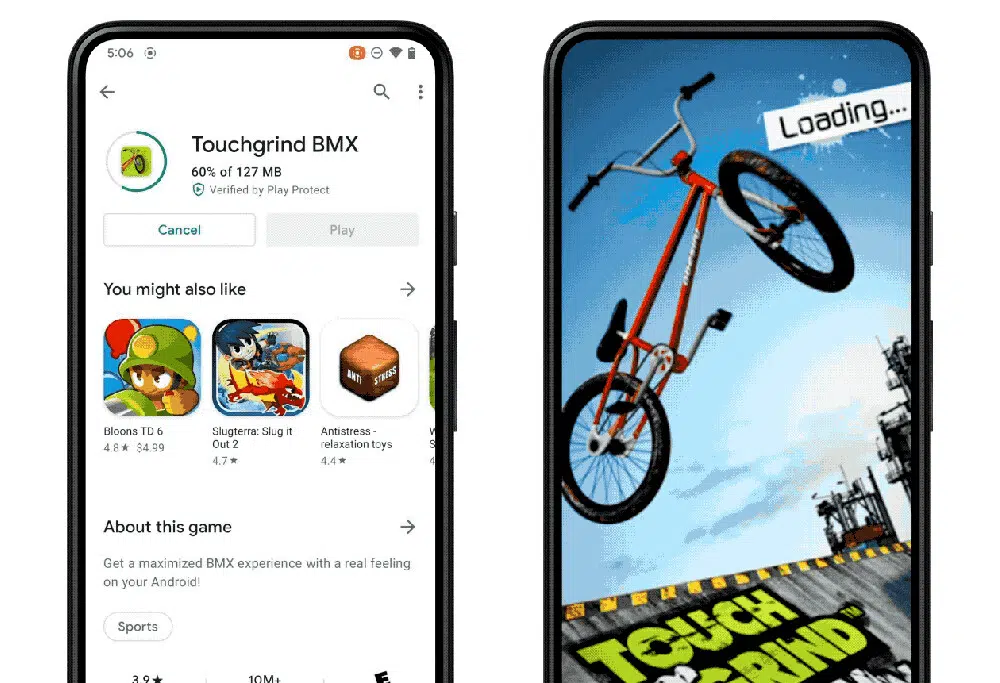 5:06
Touchgrind BMX
60% of 127 MB
Verified by Play Protect
Cancel
Play
You might also like
ANTI STRESS
Bloons TD 6
4.8★ $4.99
Slugterra: Slug it
Out 2
4.7★
Antistress -
relaxation toys
4.4★
About this game
Get a maximized BMX experience with a real feeling
on your Android!
Sports
3.9★
10M+
E
Loading...
TOUCH
GRIND